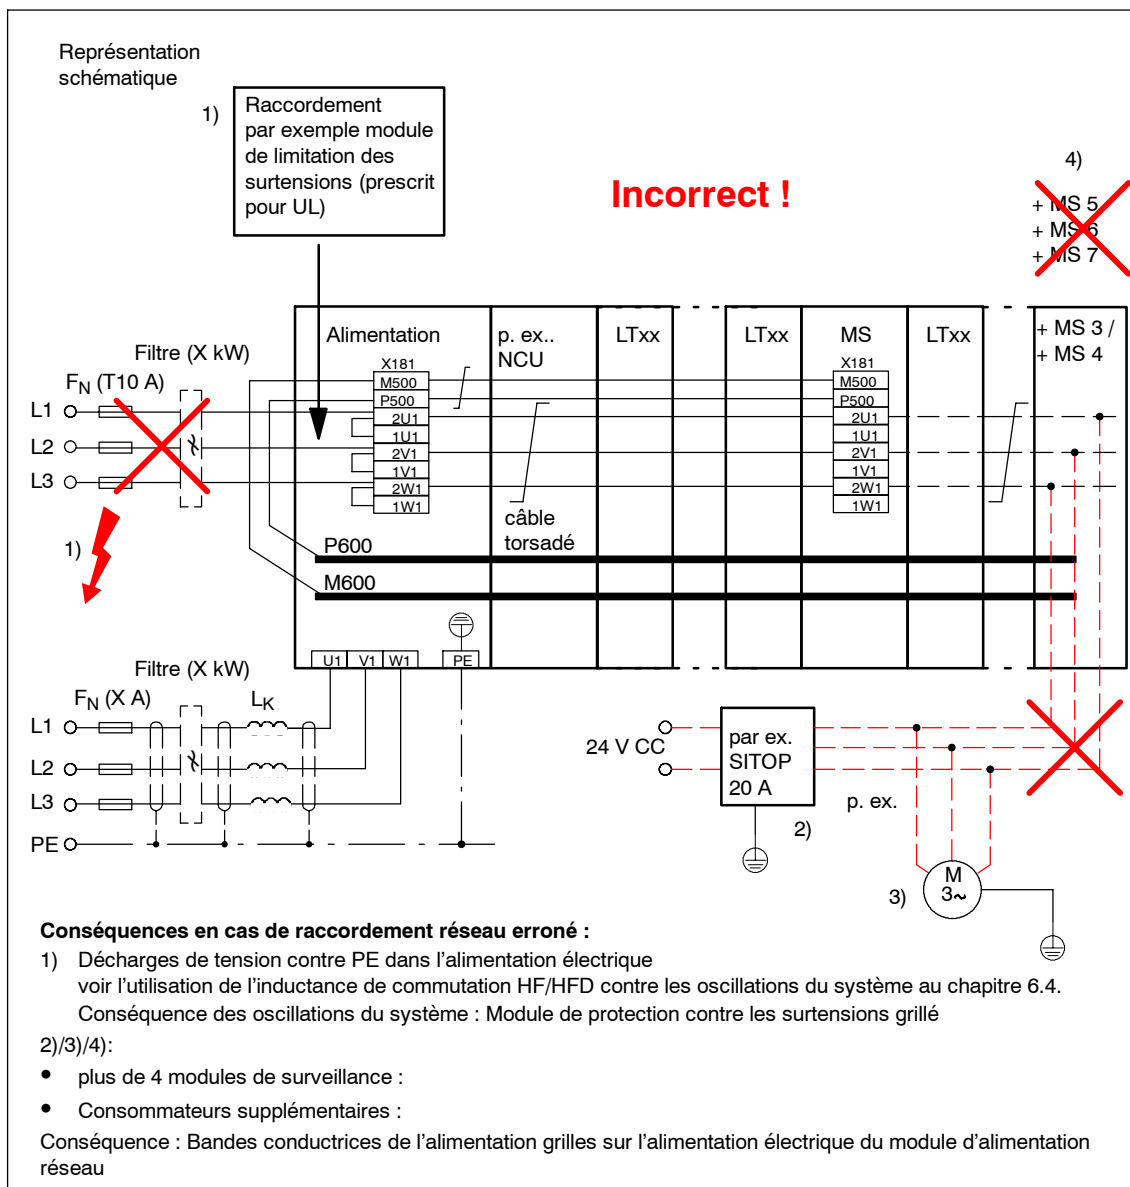 Représentation
schématique
1)
Raccordement
par exemple module
de limitation des
surtensions (prescrit
pour UL)
Incorrect !
4)
+ MS 5
+ MS 6
+ MS 7
Alimentation
p. ex..
NCU
LTxx
LTxx
MS
LTxx
+ MS 3 /
+ MS 4
Filtre (X kW)
FN (T10 A)
L1
L2
L3
X181
M500
P500
2U1
1U1
2V1
1V1
2W1
1W1
X181
M500
P500
2U1
1U1
2V1
1V1
2W1
1W1
câble
torsadé
1)
P600
M600
U1 V1 W1 PE
Filtre (X kW)
FN (X A)
LK
L1
L2
L3
PE
24 V CC
par ex.
SITOP
20 A
2)
p. ex.
3)
M
3~
Conséquences en cas de raccordement réseau erroné :
1) Décharges de tension contre PE dans l’alimentation électrique
voir l’utilisation de l’inductance de commutation HF/HFD contre les oscillations du système au chapitre 6.4.
Conséquence des oscillations du système : Module de protection contre les surtensions grillé
2)/3)/4):
• plus de 4 modules de surveillance :
• Consommateurs supplémentaires :
Conséquence : Bandes conductrices de l’alimentation grilles sur l’alimentation électrique du module d’alimentation
réseau